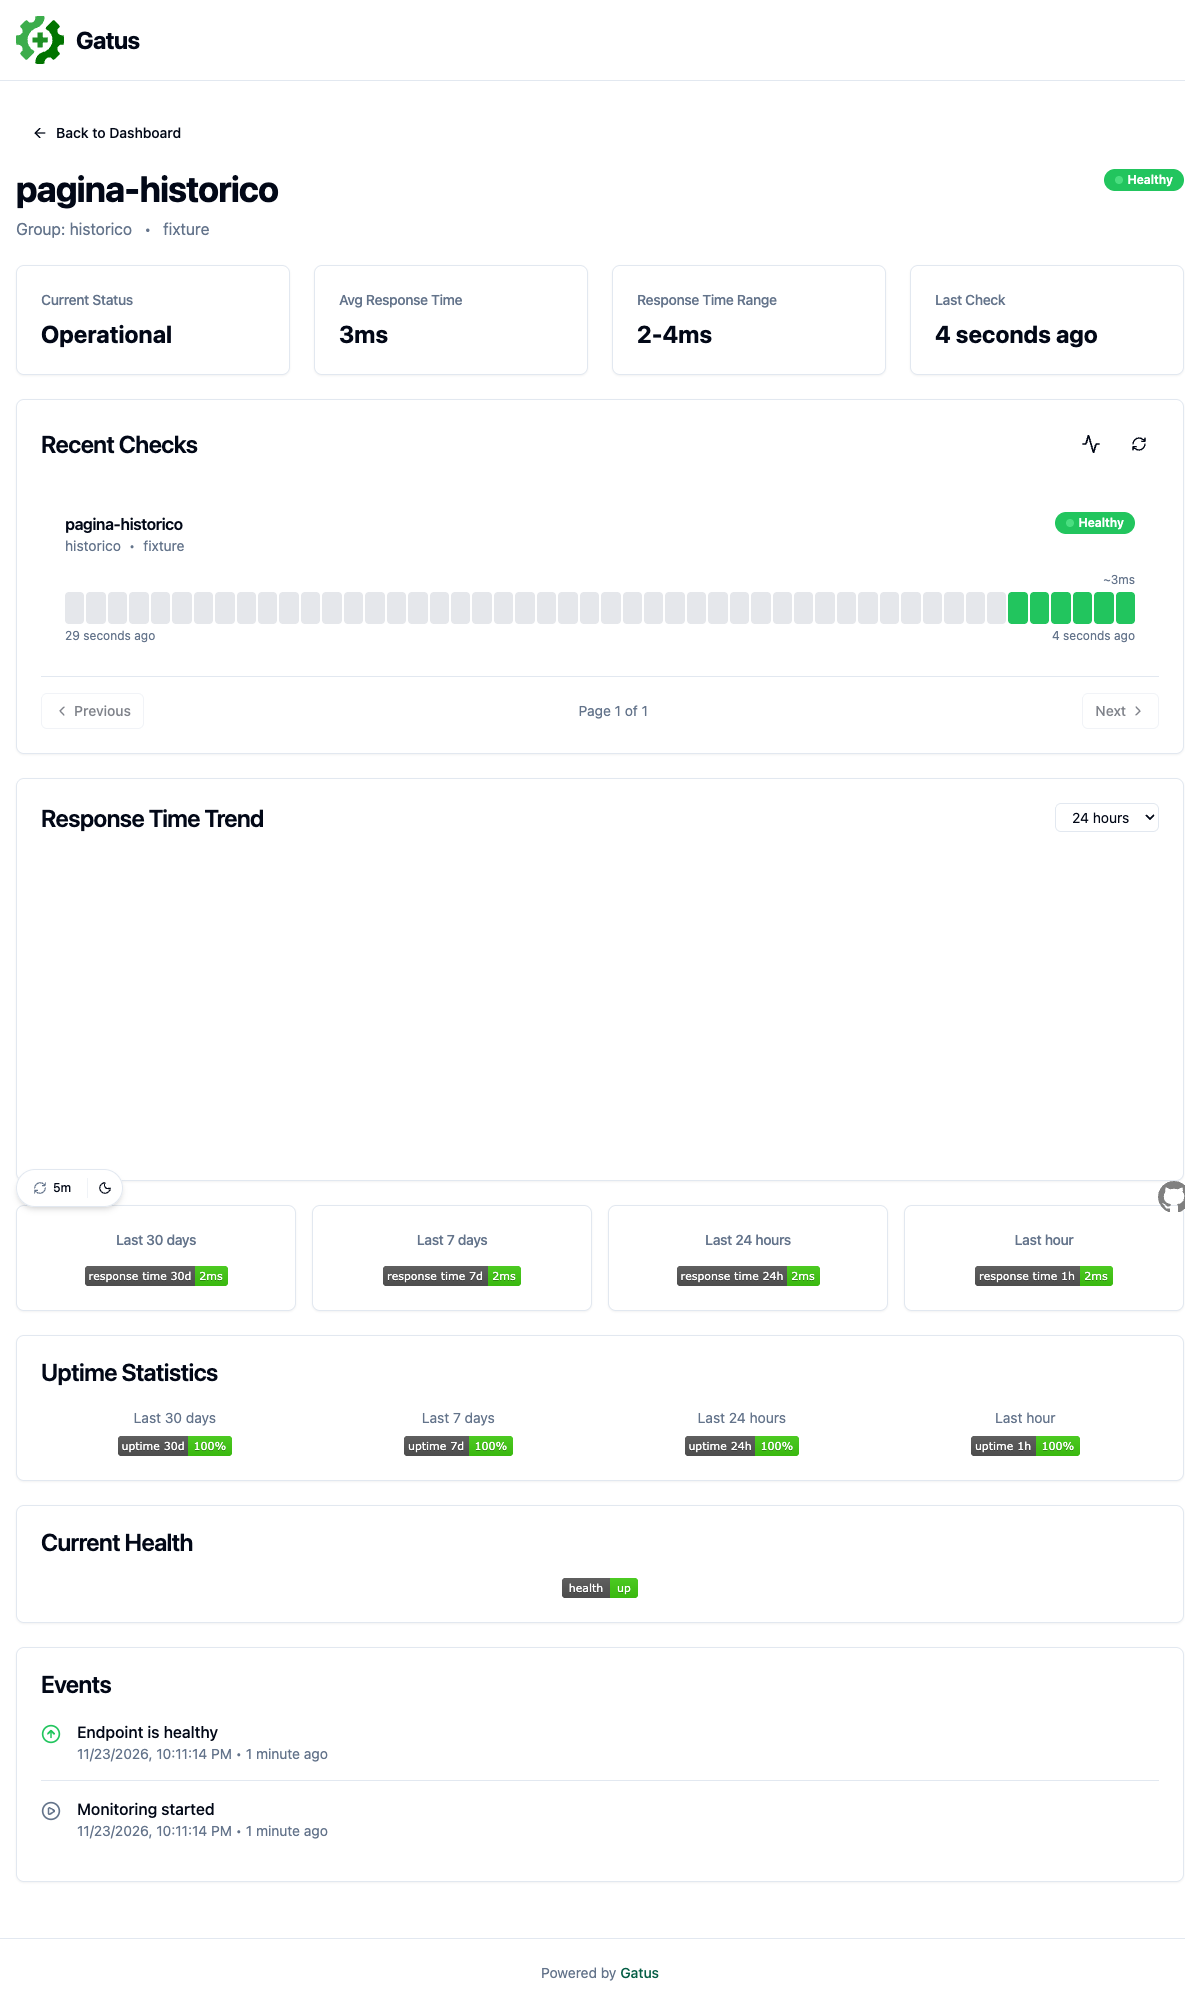 Gatus
Back to Dashboard
pagina-historico
Healthy
Group: historico • fixture
Current Status
Operational
Avg Response Time
3ms
Response Time Range
2-4ms
Last Check
4 seconds ago
Recent Checks
pagina-historico
Healthy
historico • fixture
~3ms
29 seconds ago
4 seconds ago
Previous
Page 1 of 1
Next
Response Time Trend
24 hours
5m
Last 30 days
response time 30d 2ms
Last 7 days
response time 7d 2ms
Last 24 hours
response time 24h 2ms
Last hour
response time 1h 2ms
Uptime Statistics
Last 30 days
uptime 30d 100%
Last 7 days
uptime 7d 100%
Last 24 hours
uptime 24h 100%
Last hour
uptime 1h 100%
Current Health
health up
Events
Endpoint is healthy
11/23/2026, 10:11:14 PM • 1 minute ago
Monitoring started
11/23/2026, 10:11:14 PM • 1 minute ago
Powered by Gatus